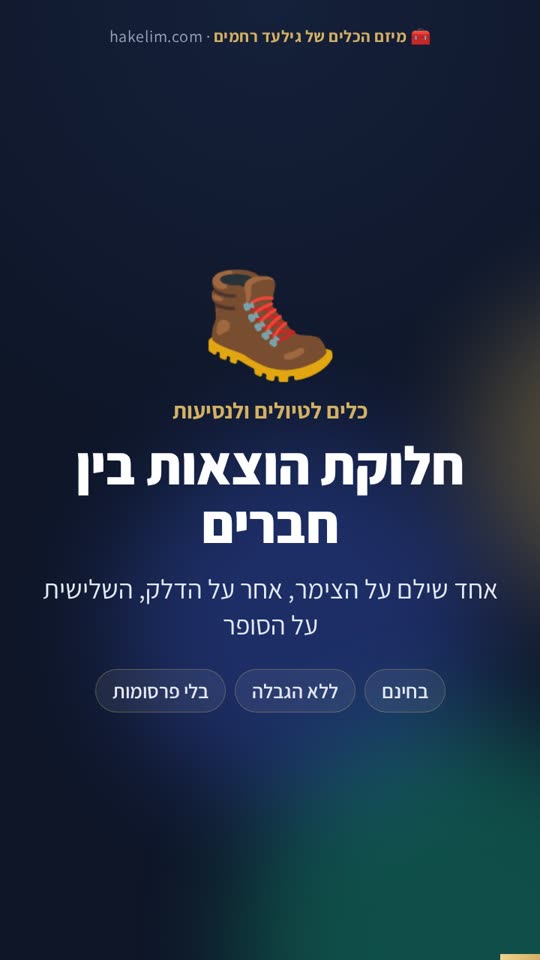 🧰 מיזם הכלים של גילעד רחמים · hakelim.com
כלים לטיולים ולנסיעות
חלוקת הוצאות בין
חברים
אחד שילם על הצימר, אחר על הדלק, השלישית
על הסופר
בחינם
ללא הגבלה
בלי פרסומות